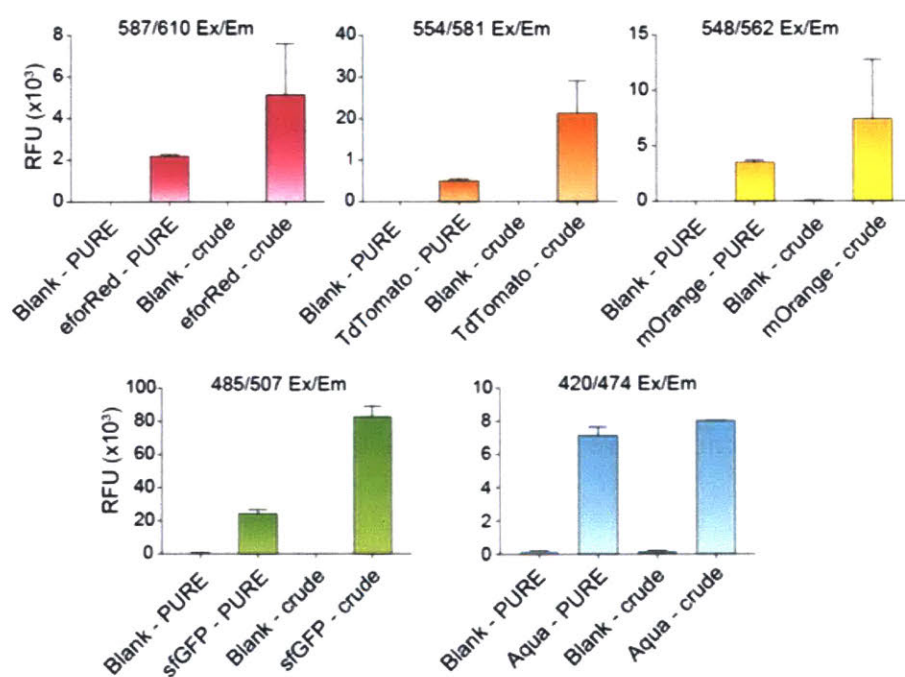 587/610 Ex/Em
554/581 Ex/Em
548/562 Ex/Em
RFU (x10³)
8
6
4
2
0
40
30
20
1
0
15
10
5
0
Blank - PURE
eforRed - PURE
Blank - crude
eforRed - crude
Blank - PURE
TdTomato - PURE
Blank - crude
TdTomato - crude
Blank - PURE
mOrange - PURE
Blank - crude
mOrange - crude
485/507 Ex/Em
420/474 Ex/Em
RFU (x10³)
100
80
60
40
20
0
10
8
6
4
2
0
Blank - PURE
sfGFP - PURE
Blank - crude
sfGFP - crude
Blank - PURE
Aqua - PURE
Blank - crude
Aqua - crude